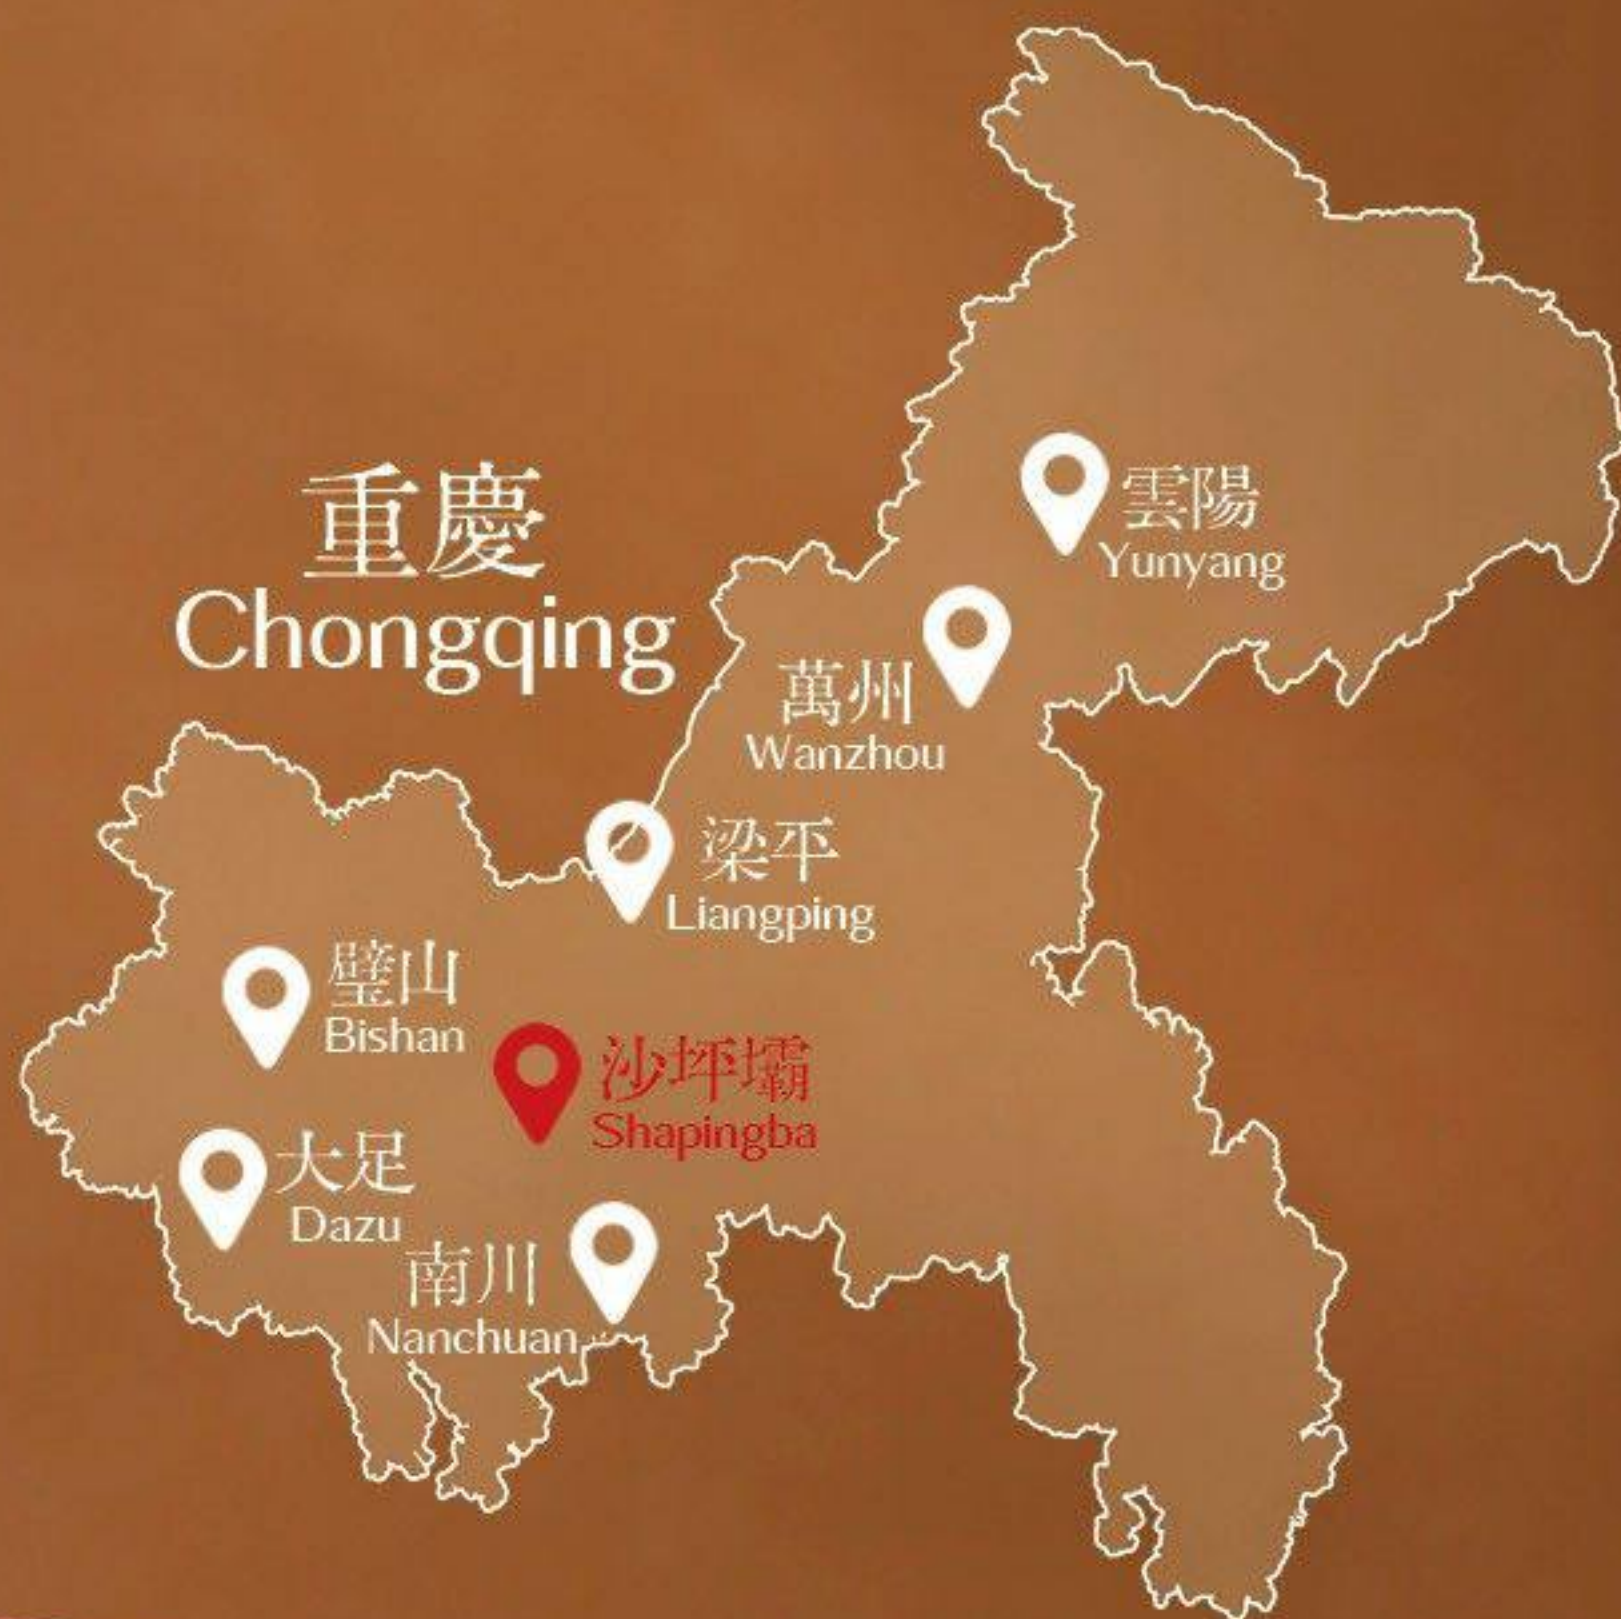 重慶
Chongqing
雲陽
Yunyang
萬州
Wanzhou
梁平
Liangping
璧山
Bishan
沙坪壩
Shapingba
大足
Dazu
南川
Nanchuan